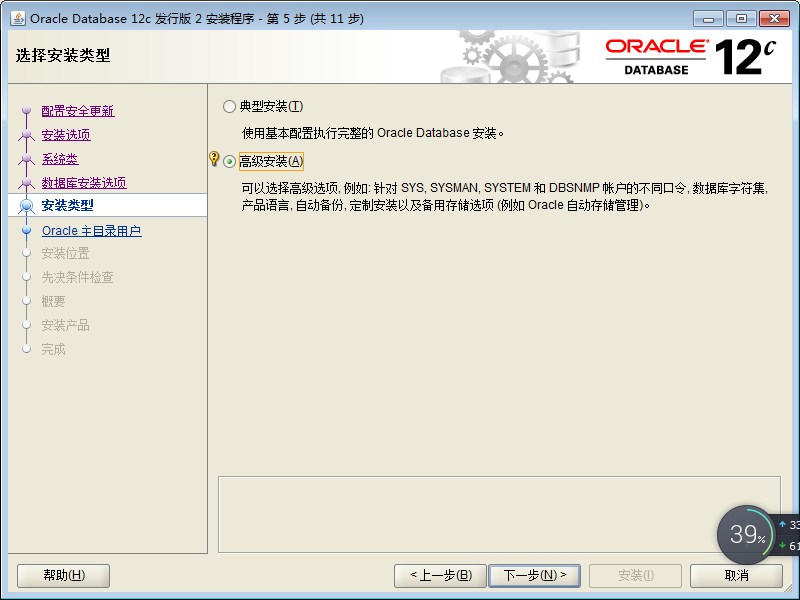 Oracle Database 12c 发行版 2 安装程序 - 第 5 步 (共 11 步)
选择安装类型
ORACLE®
DATABASE
12c
配置安全更新
安装选项
系统类
数据库安装选项
安装类型
Oracle 主目录用户
安装位置
先决条件检查
概要
安装产品
完成
典型安装(T)
使用基本配置执行完整的 Oracle Database 安装。
高级安装(A)
可以选择高级选项, 例如: 针对 SYS, SYSMAN, SYSTEM 和 DBSNMP 帐户的不同口令, 数据库字符集,
产品语言, 自动备份, 定制安装以及备用存储选项 (例如 Oracle 自动存储管理)。
39%
33
61
帮助(H)
< 上一步(B)
下一步(N) >
安装(I)
取消